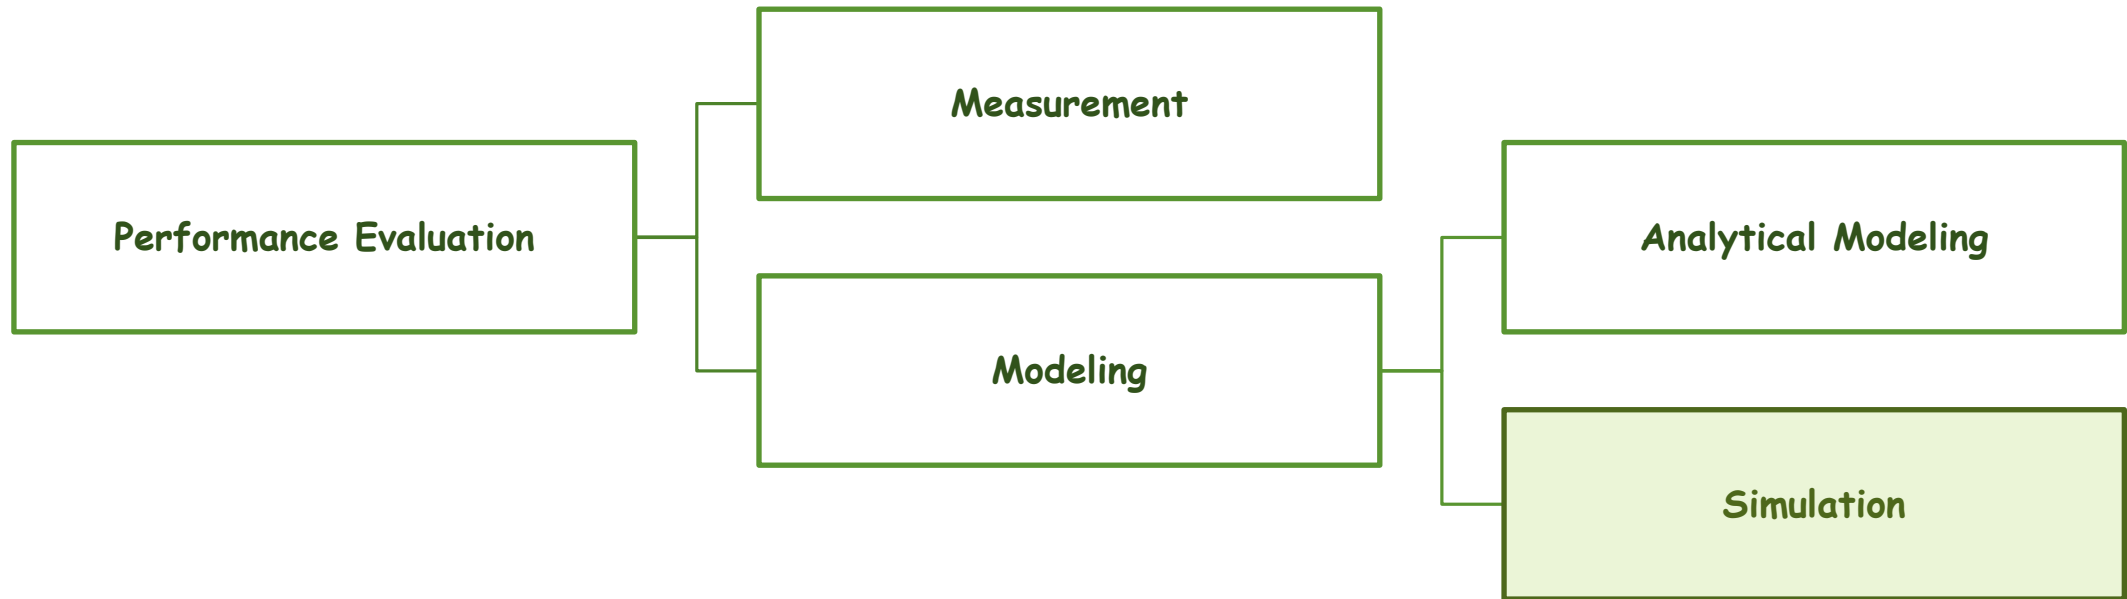 Performance Evaluation
Measurement
Modeling
Analytical Modeling
Simulation